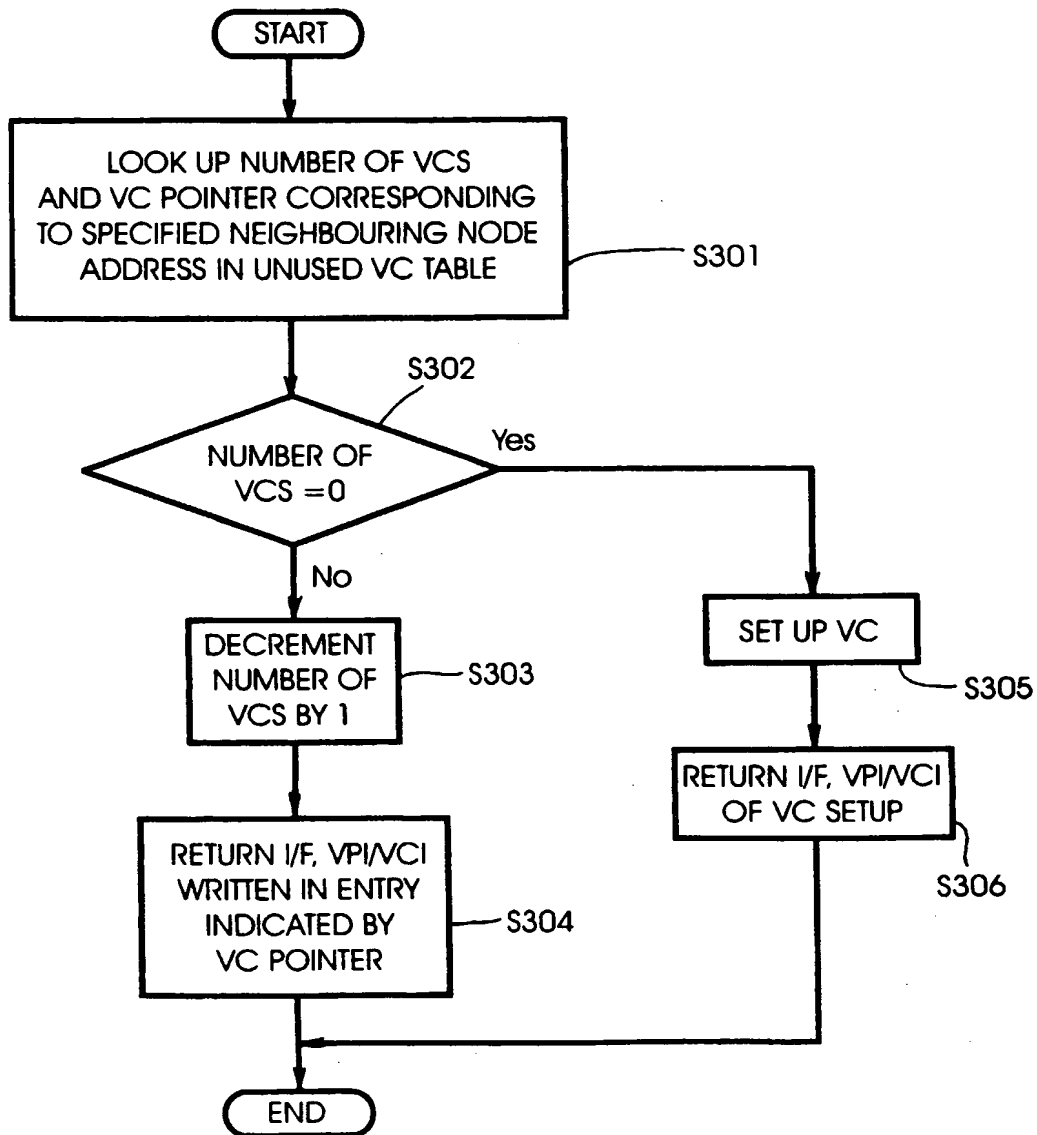 START
LOOK UP NUMBER OF VCS
AND VC POINTER CORRESPONDING
TO SPECIFIED NEIGHBOURING NODE
ADDRESS IN UNUSED VC TABLE
S301
S302
NUMBER OF
VCS =0
Yes
No
DECREMENT
NUMBER OF
VCS BY 1
S303
SET UP VC
S305
RETURN I/F, VPI/VCI
OF VC SETUP
S306
RETURN I/F, VPI/VCI
WRITTEN IN ENTRY
INDICATED BY
VC POINTER
S304
END